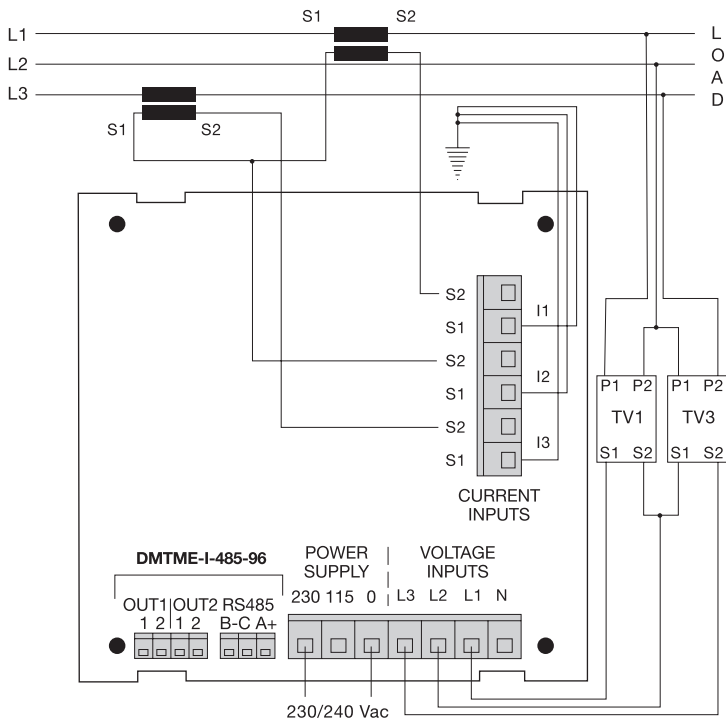 S1 S2
L1
L2
L3
L
O
A
D
S1 S2
S2
S1
I1
S2
S1
I2
S2
S1
I3
CURRENT
INPUTS
P1 P2
TV1
S1 S2
P1 P2
TV3
S1 S2
DMTME-I-485-96
OUT1 OUT2 RS485
1 2 1 2 B-C A+
POWER
SUPPLY
230 115 0
VOLTAGE
INPUTS
L3 L2 L1 N
230/240 Vac